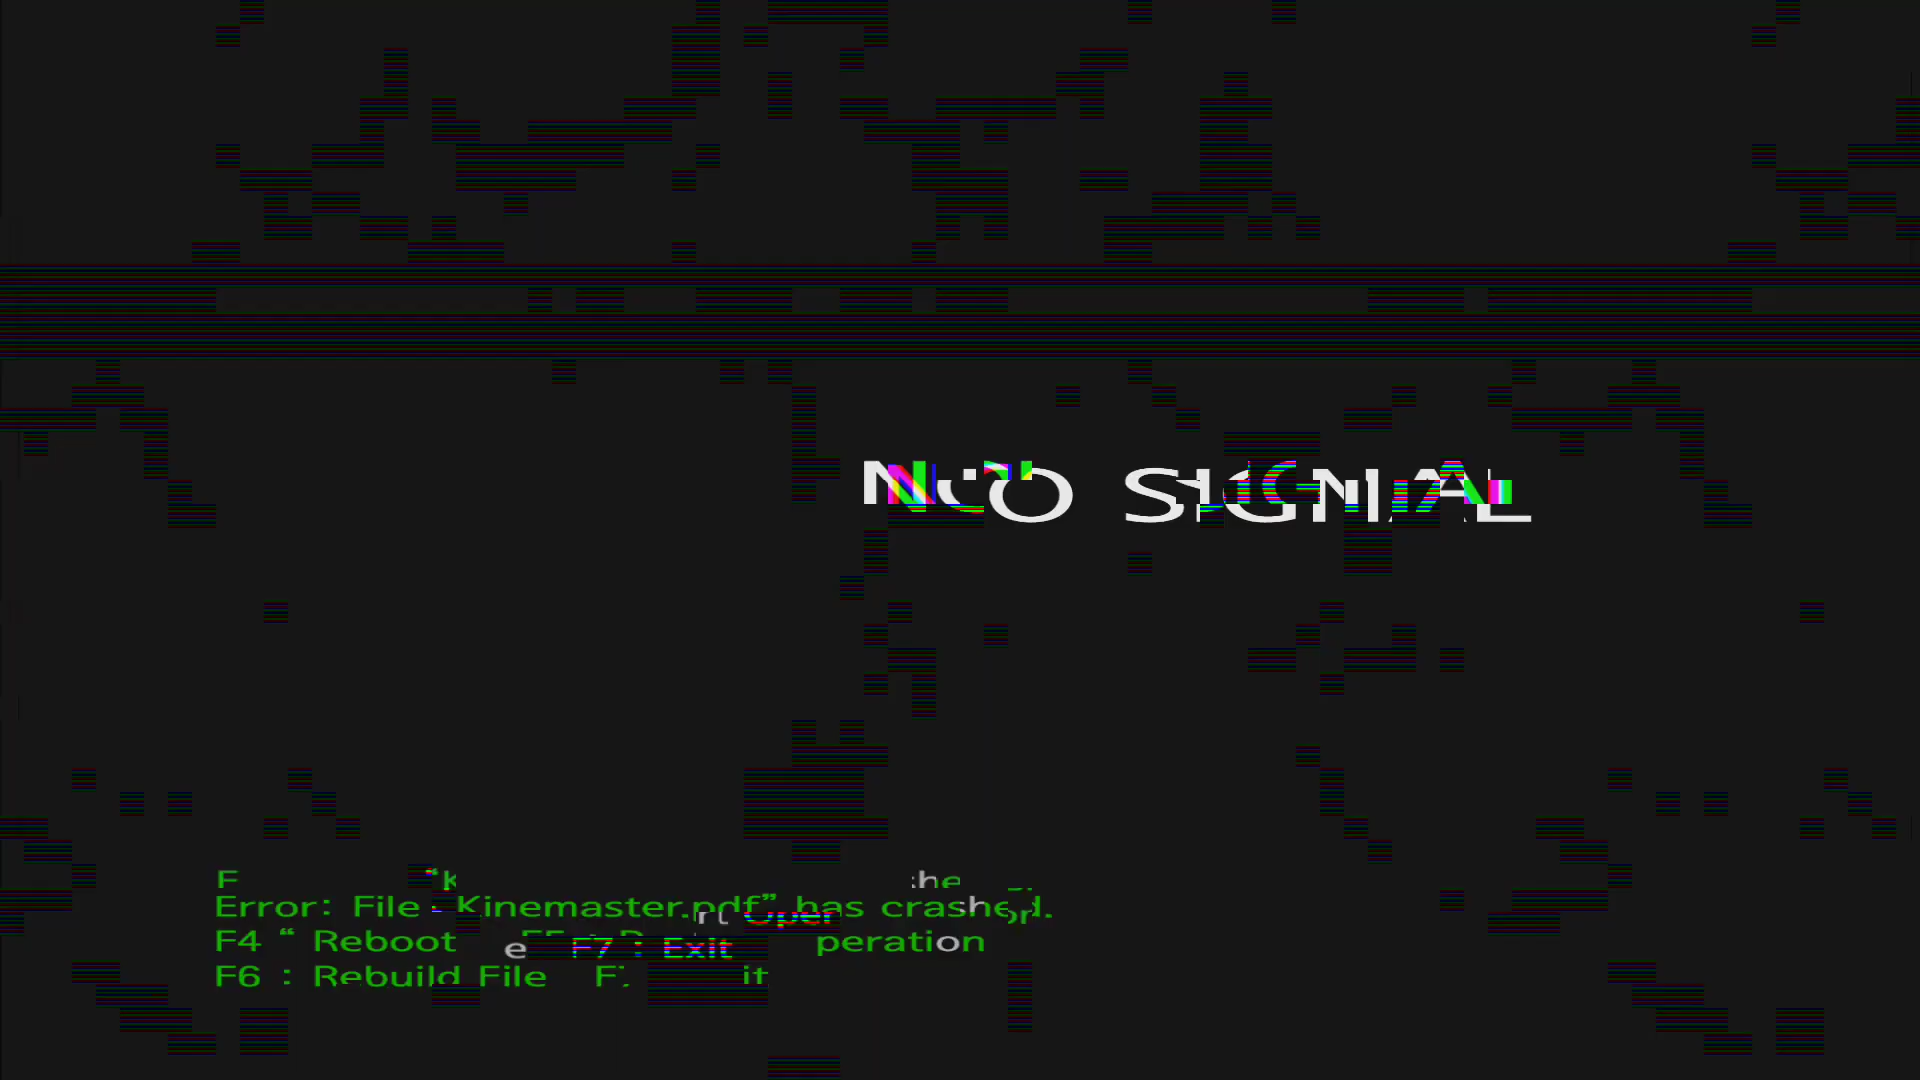 NO SIGNAL
Error: File "Kinemaster.pdf" has crashed.
F4 " Reboot peration
F6 : Rebuild File F7 : Exit